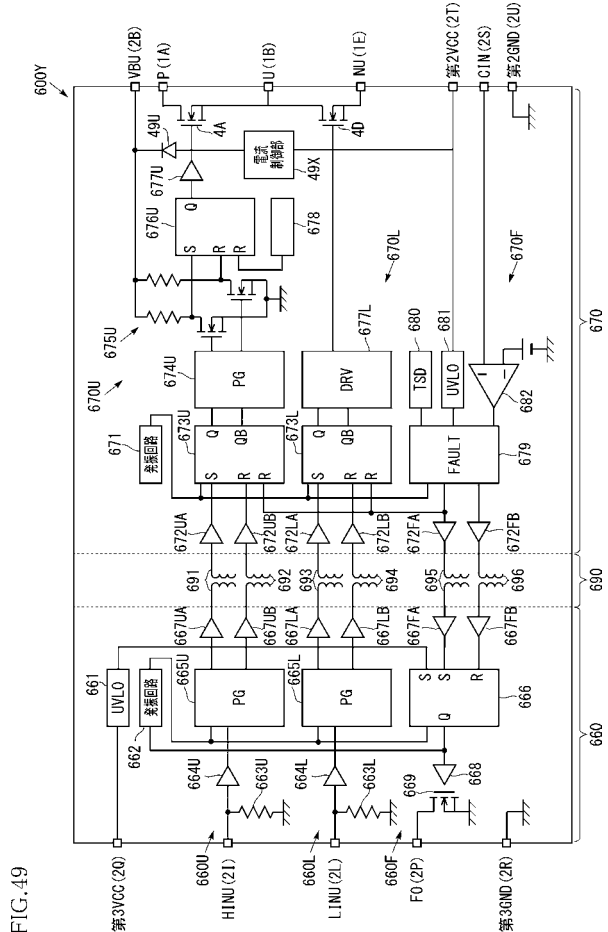 FIG.49
600Y
第3VCC(2Q)
HINU(2I)
LINU(2L)
FO(2P)
第3GND(2R)
VBU(2B)
P(1A)
U(1B)
NU(1E)
第2VCC(2T)
CIN(2S)
第2GND(2U)
660U
660L
660F
661
UVLO
662
発振回路
664U
663U
664L
663L
669
668
665U
PG
665L
PG
S
S
R
Q
666
667UA
667UB
667LA
667LB
667FA
667FB
691
692
693
694
695
696
672UA
672UB
672LA
672LB
672FA
672FB
671
発振回路
670U
673U
S
R
R
Q
QB
673L
S
R
R
Q
QB
674U
PG
675U
676U
S
R
R
Q
677U
678
49U
4A
4D
電流
制御部
49X
DRV
677L
670L
670F
TSD
680
UVLO
681
FAULT
679
682
660
690
670